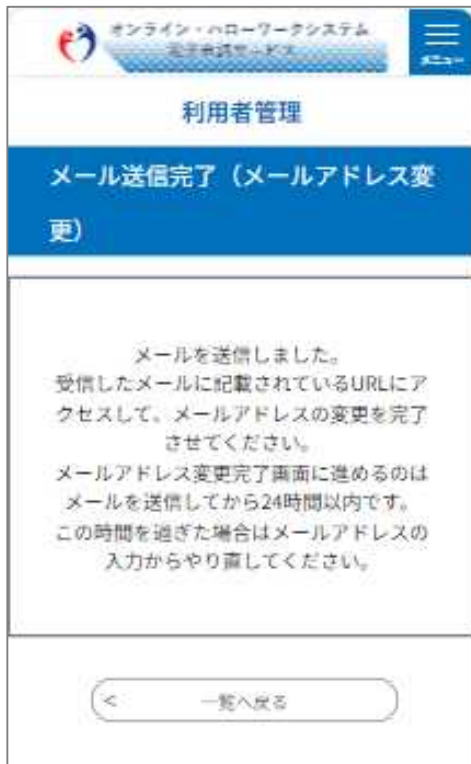 オンライン・ハローワークシステム
電子申請サービス
メニュー
利用者管理
メール送信完了（メールアドレス変
更）
メールを送信しました。
受信したメールに記載されているURLにア
クセスして、メールアドレスの変更を完了
させてください。
メールアドレス変更完了画面に進めるのは
メールを送信してから24時間以内です。
この時間を過ぎた場合はメールアドレスの
入力からやり直してください。
< 一覧へ戻る